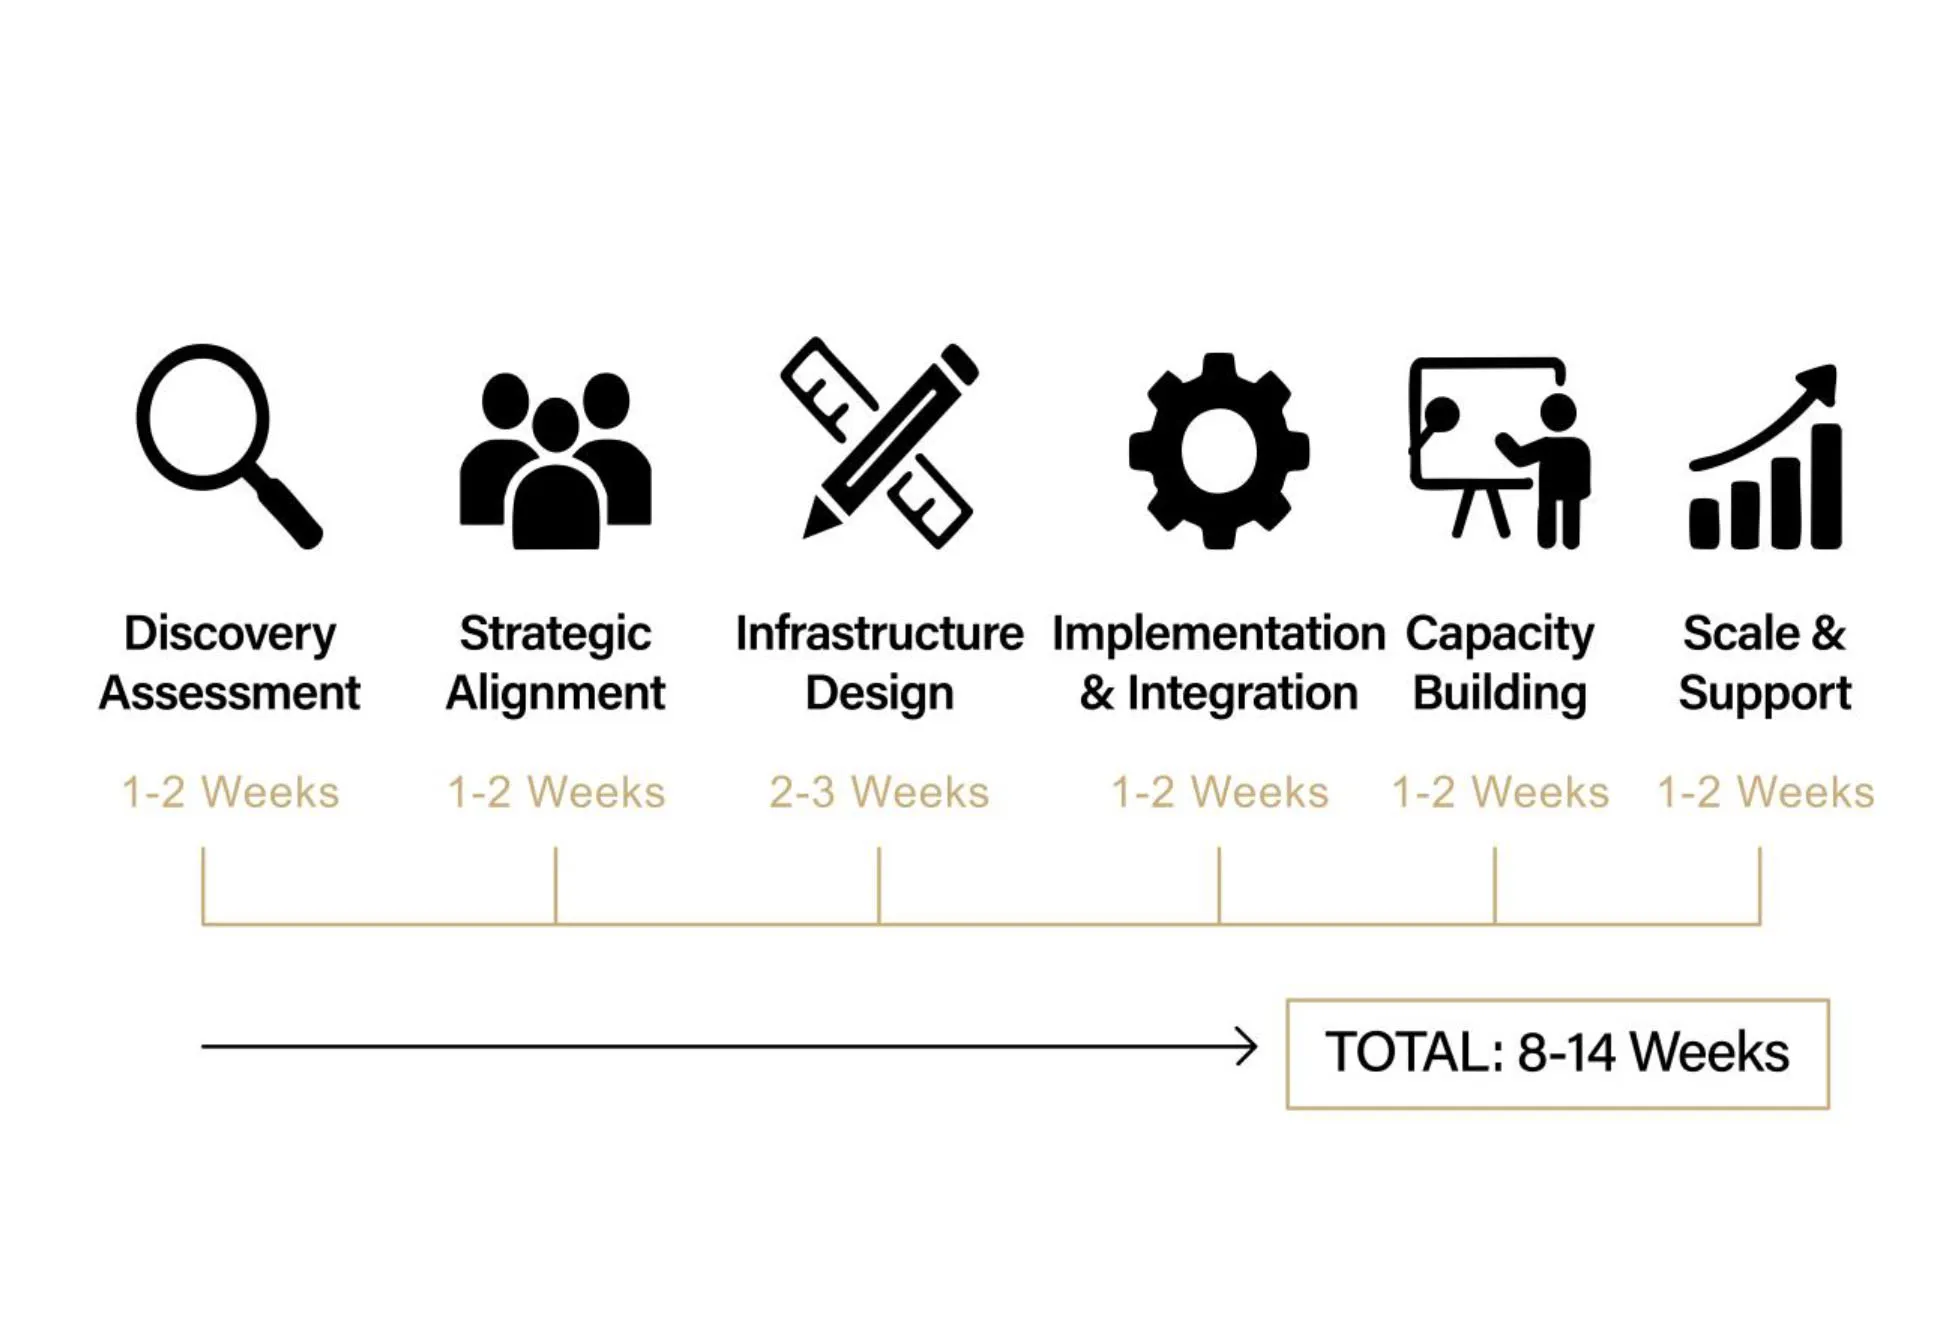 Discovery
Assessment
1-2 Weeks
Strategic
Alignment
1-2 Weeks
Infrastructure
Design
2-3 Weeks
Implementation
& Integration
1-2 Weeks
Capacity
Building
1-2 Weeks
Scale &
Support
1-2 Weeks
TOTAL: 8-14 Weeks